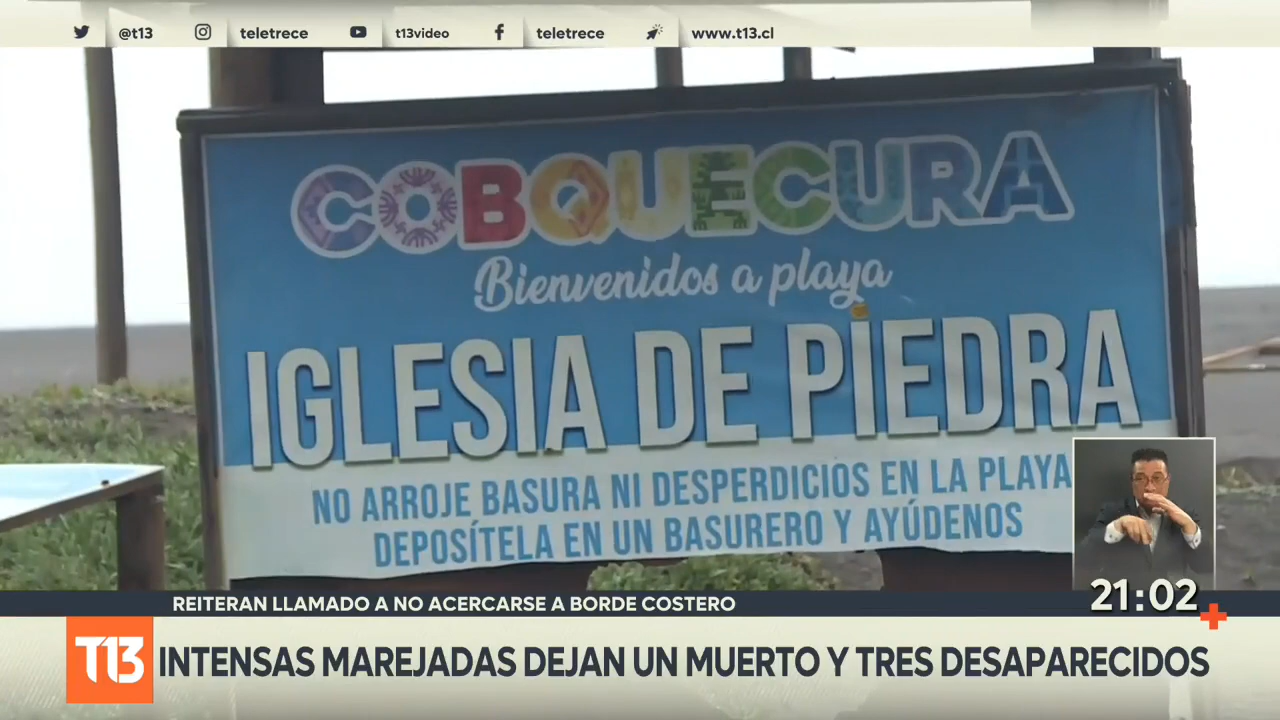 @t13 teletrece t13video teletrece www.t13.cl
COBQUECURA
Bienvenidos a playa
IGLESIA DE PIEDRA
NO ARROJE BASURA NI DESPERDICIOS EN LA PLAYA
DEPOSÍTELA EN UN BASURERO Y AYÚDENOS
21:02
REITERAN LLAMADO A NO ACERCARSE A BORDE COSTERO
T13
INTENSAS MAREJADAS DEJAN UN MUERTO Y TRES DESAPARECIDOS